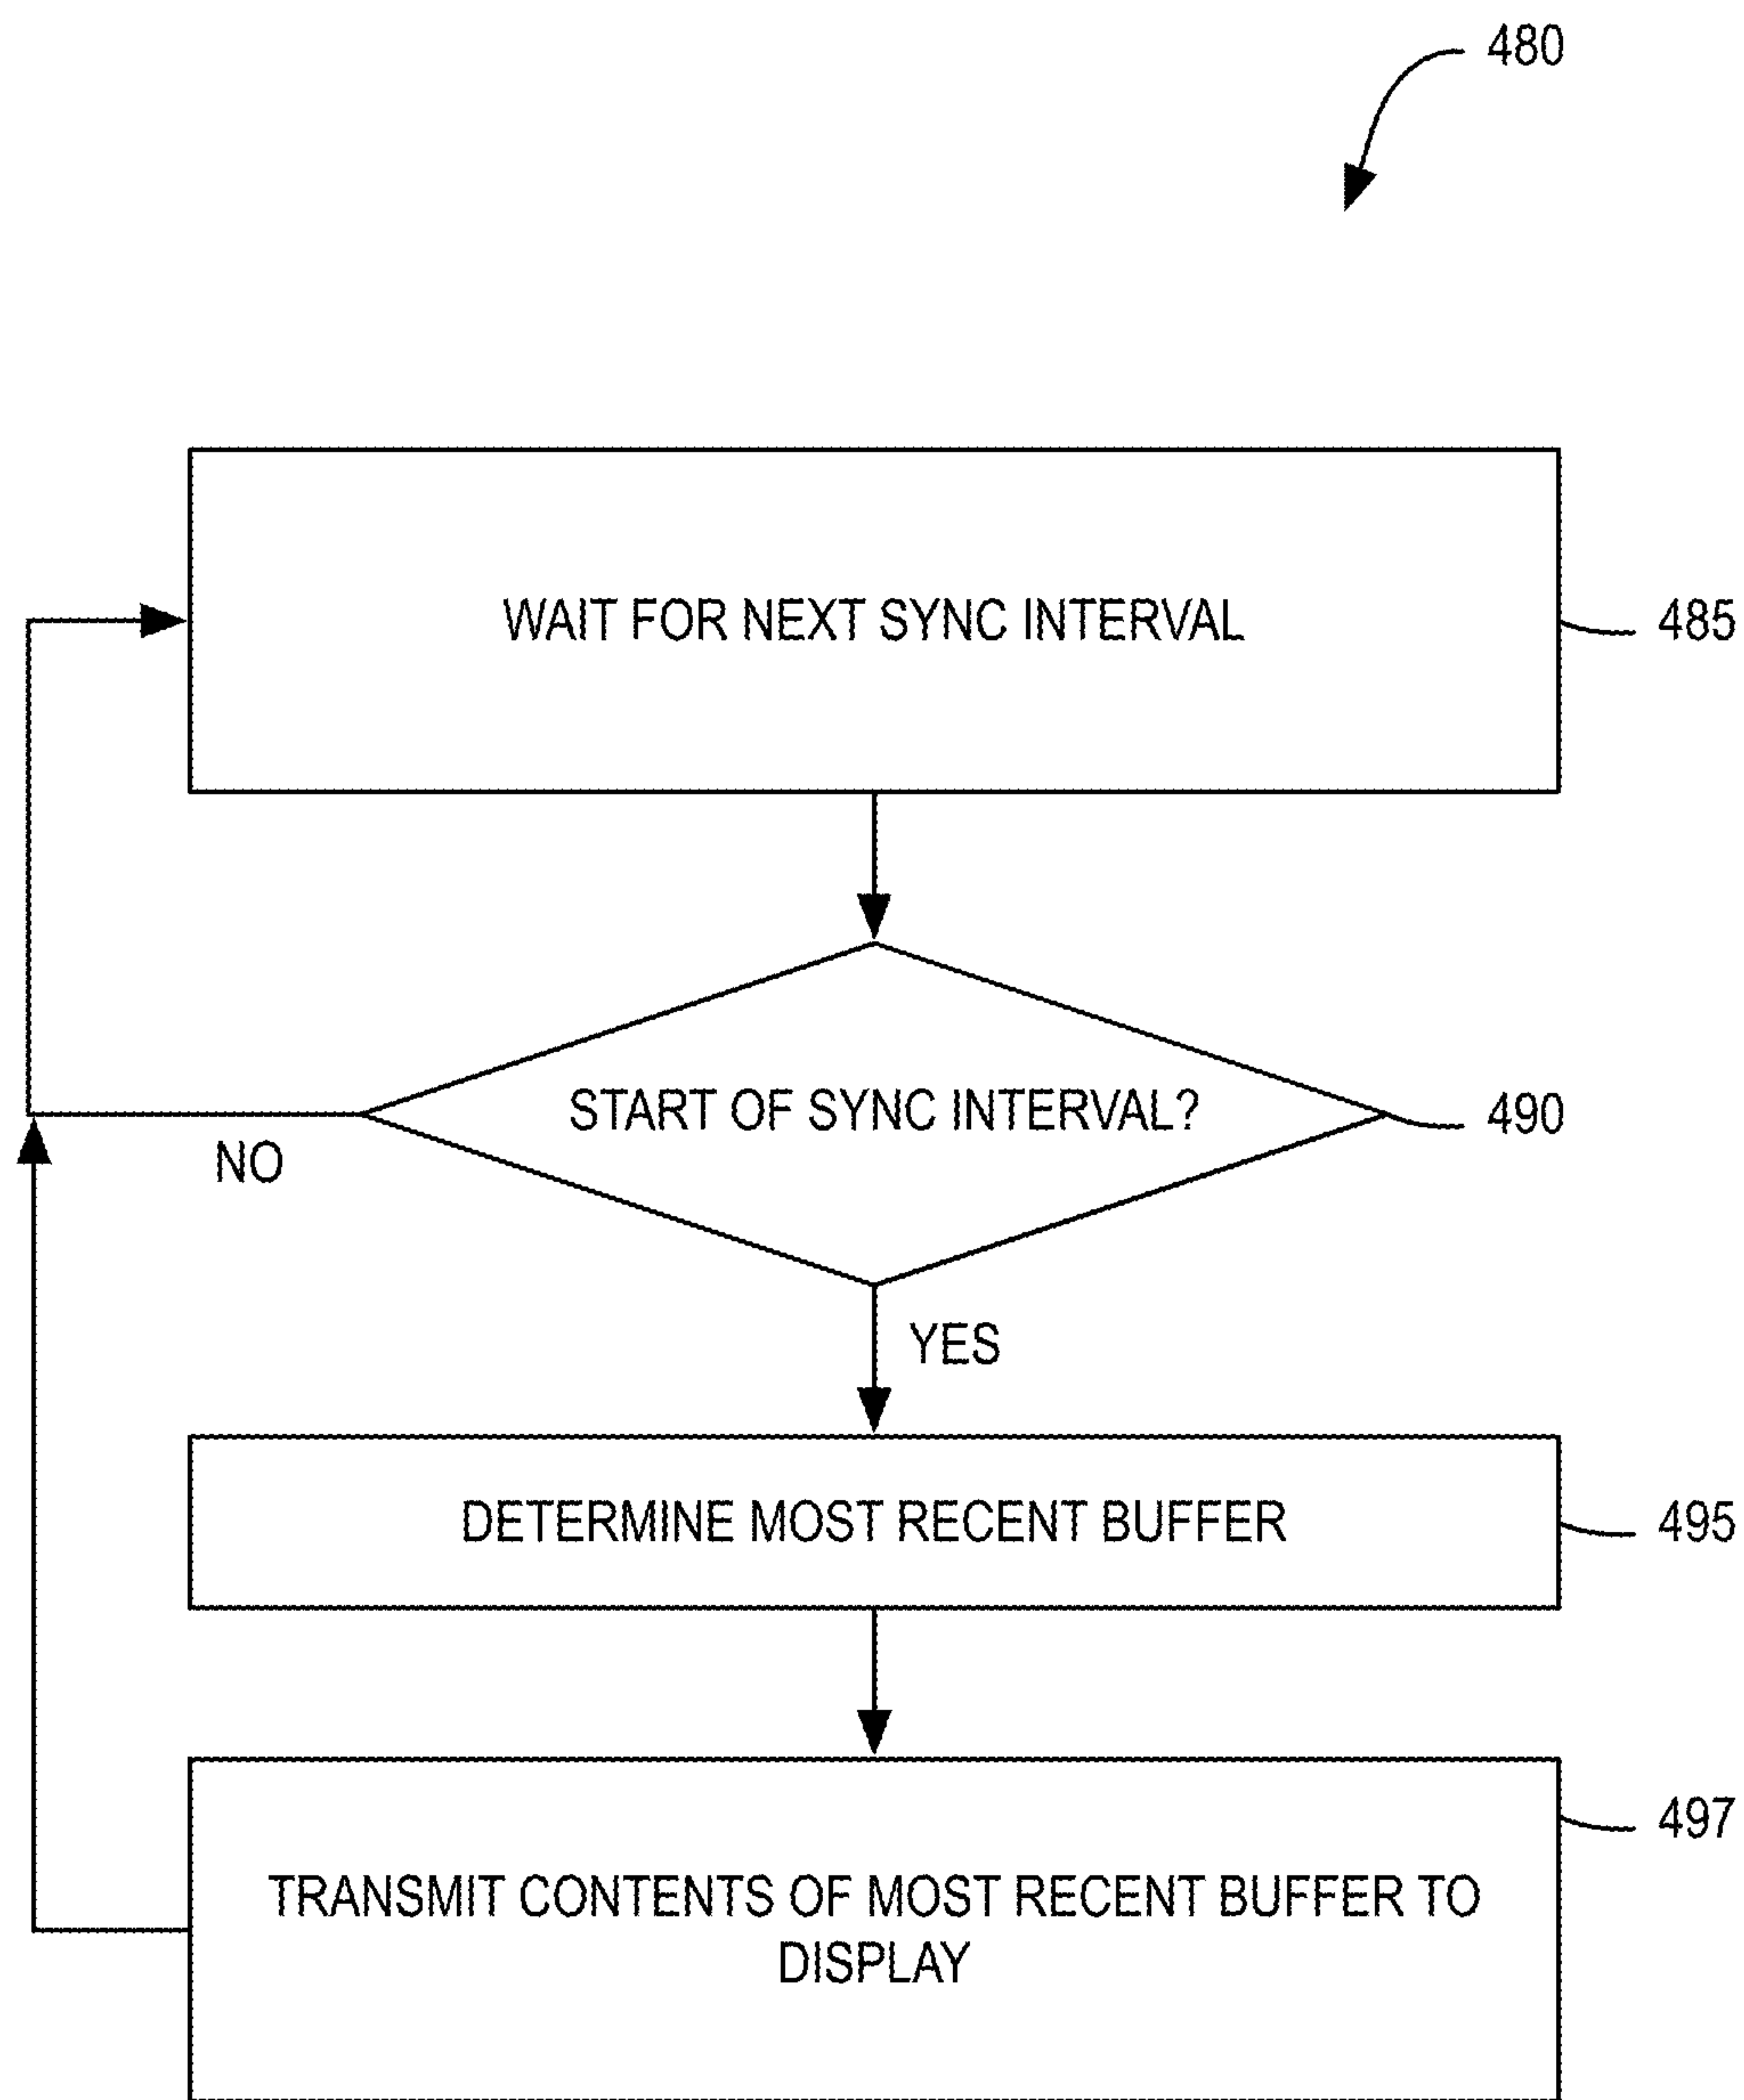 480
WAIT FOR NEXT SYNC INTERVAL
485
START OF SYNC INTERVAL?
490
NO
YES
DETERMINE MOST RECENT BUFFER
495
497
TRANSMIT CONTENTS OF MOST RECENT BUFFER TO
DISPLAY